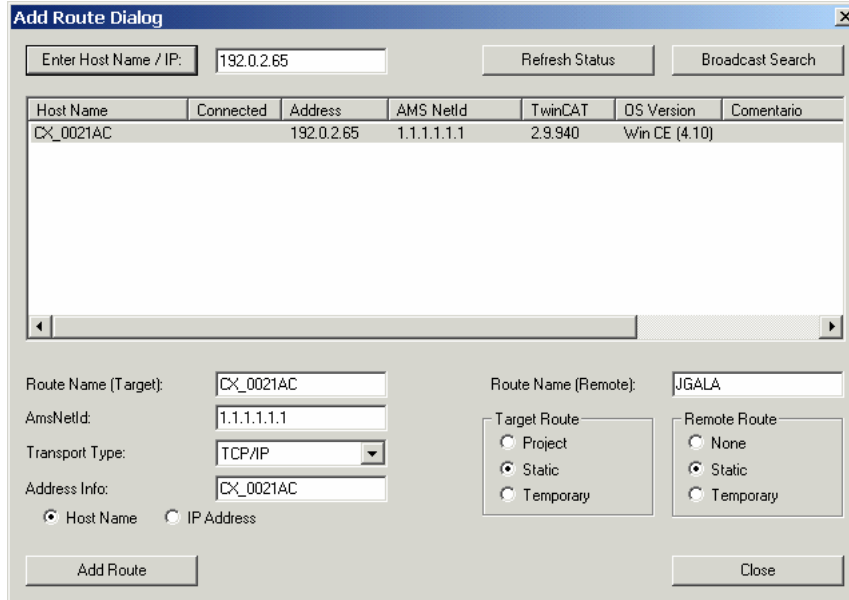 Add Route Dialog
Enter Host Name / IP: 192.0.2.65 Refresh Status Broadcast Search
Host Name Connected Address AMS NetId TwinCAT OS Version Comentario
CX_0021AC 192.0.2.65 1.1.1.1.1.1 2.9.940 Win CE (4.10)
Route Name (Target): CX_0021AC Route Name (Remote): JGALA
AmsNetId: 1.1.1.1.1.1 Target Route Remote Route
Project None
Transport Type: TCP/IP Static Static
Address Info: CX_0021AC Temporary Temporary
Host Name IP Address
Add Route Close